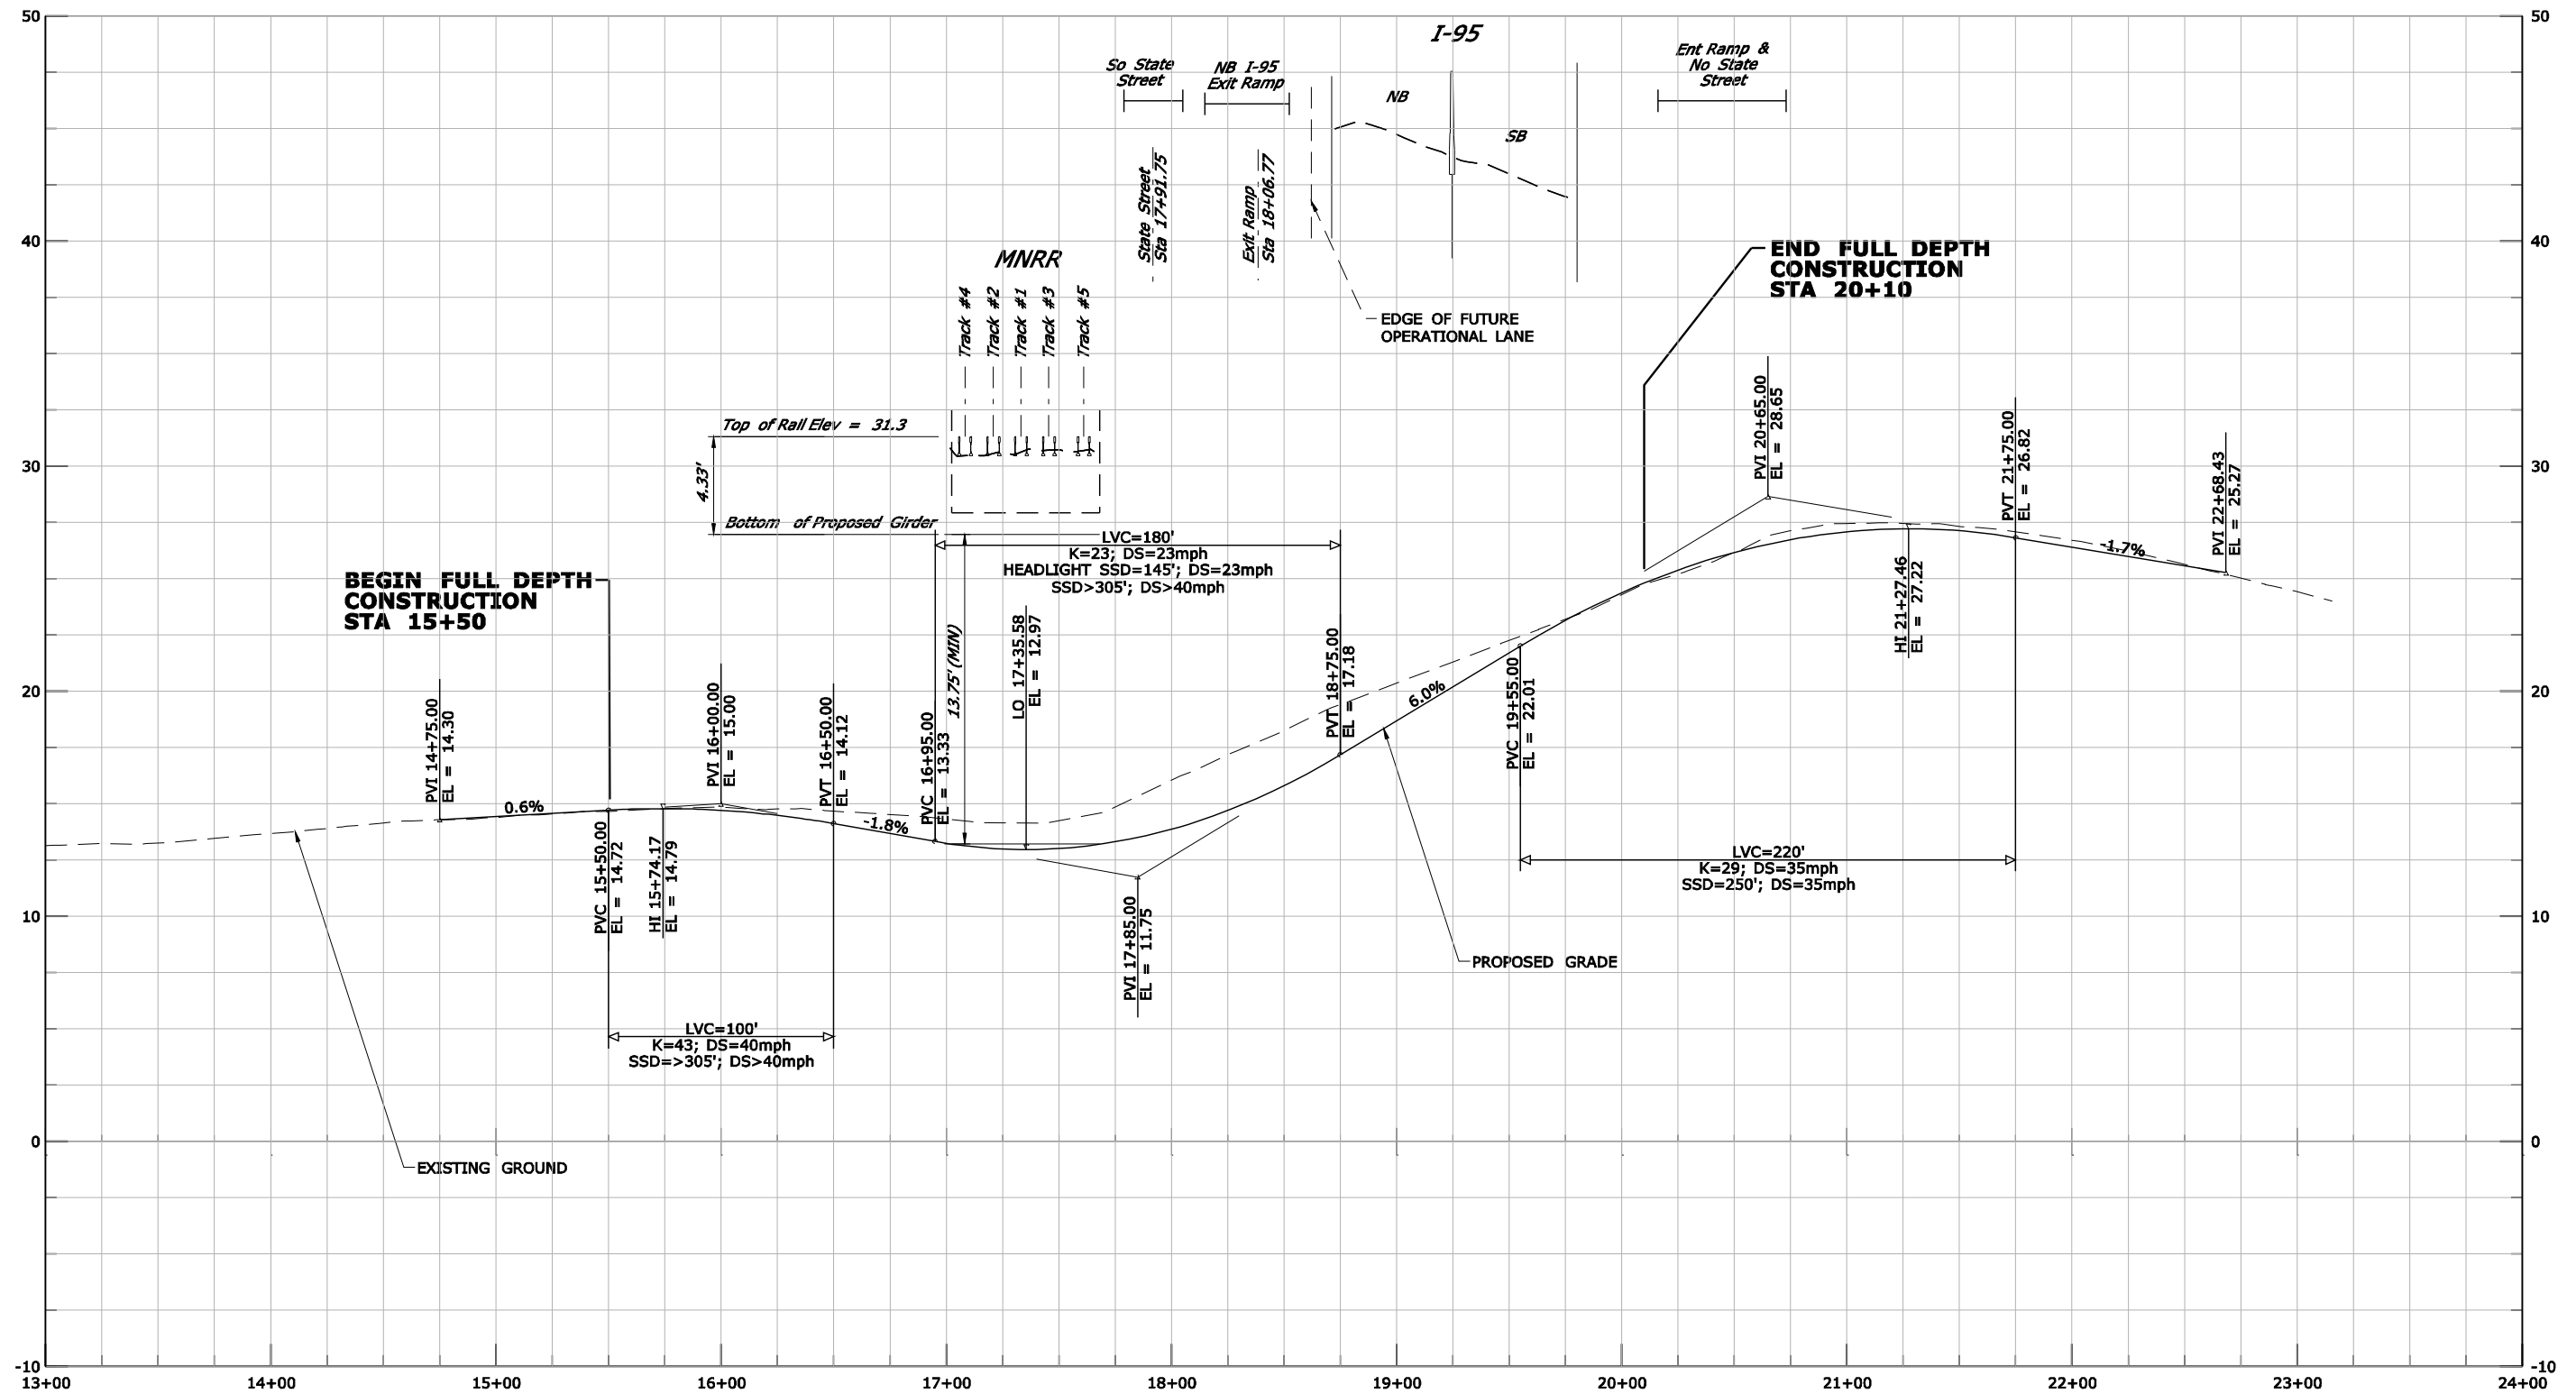 50
40
30
20
10
0
-10
50
40
30
20
10
0
-10
I-95
So State
Street
NB I-95
Exit Ramp
NB
SB
Ent Ramp &
No State
Street
State Street
Sta 17+91.75
Exit Ramp
Sta 18+06.77
MNRR
Track #4
Track #2
Track #1
Track #3
Track #5
EDGE OF FUTURE
OPERATIONAL LANE
END FULL DEPTH
CONSTRUCTION
STA 20+10
Top of Rail Elev = 31.3
4.33'
Bottom of Proposed Girder
LVC=180'
K=23; DS=23mph
HEADLIGHT SSD=145'; DS=23mph
SSD>305'; DS>40mph
BEGIN FULL DEPTH
CONSTRUCTION
STA 15+50
PVI 14+75.00
EL = 14.30
0.6%
PVC 15+50.00
EL = 14.72
HI 15+74.17
EL = 14.79
PVI 16+00.00
EL = 15.00
PVT 16+50.00
EL = 14.12
-1.8%
PVC 16+95.00
EL = 13.33
13.75' (MIN)
LO 17+35.58
EL = 12.97
PVI 17+85.00
EL = 11.75
PVT 18+75.00
EL = 17.18
6.0%
PVC 19+55.00
EL = 22.01
PVI 20+65.00
EL = 28.65
HI 21+27.46
EL = 27.22
PVT 21+75.00
EL = 26.82
-1.7%
PVI 22+68.43
EL = 25.27
LVC=220'
K=29; DS=35mph
SSD=250'; DS=35mph
PROPOSED GRADE
LVC=100'
K=43; DS=40mph
SSD=>305'; DS>40mph
EXISTING GROUND
13+00
14+00
15+00
16+00
17+00
18+00
19+00
20+00
21+00
22+00
23+00
24+00